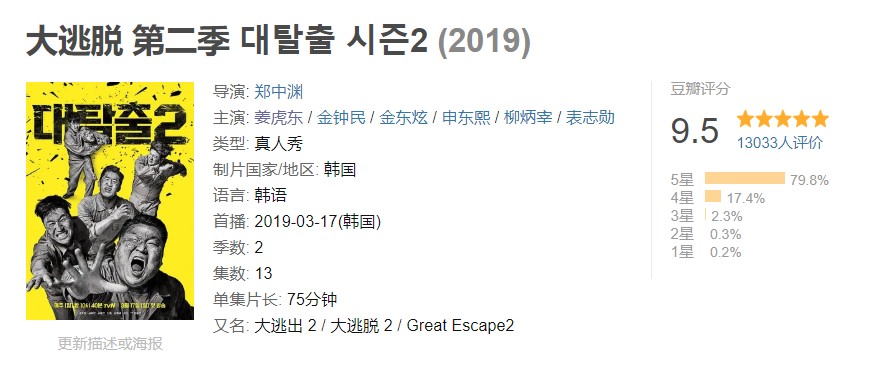 大逃脱 第二季 대탈출 시즌2 (2019)
대탈출2
更新描述或海报
导演: 郑中渊
主演: 姜虎东 / 金钟民 / 金东炫 / 申东熙 / 柳炳宰 / 表志勋
类型: 真人秀
制片国家/地区: 韩国
语言: 韩语
首播: 2019-03-17(韩国)
季数: 2
集数: 13
单集片长: 75分钟
又名: 大逃出 2 / 大逃脱 2 / Great Escape2
豆瓣评分
9.5
13033人评价
5星 79.8%
4星 17.4%
3星 2.3%
2星 0.3%
1星 0.2%